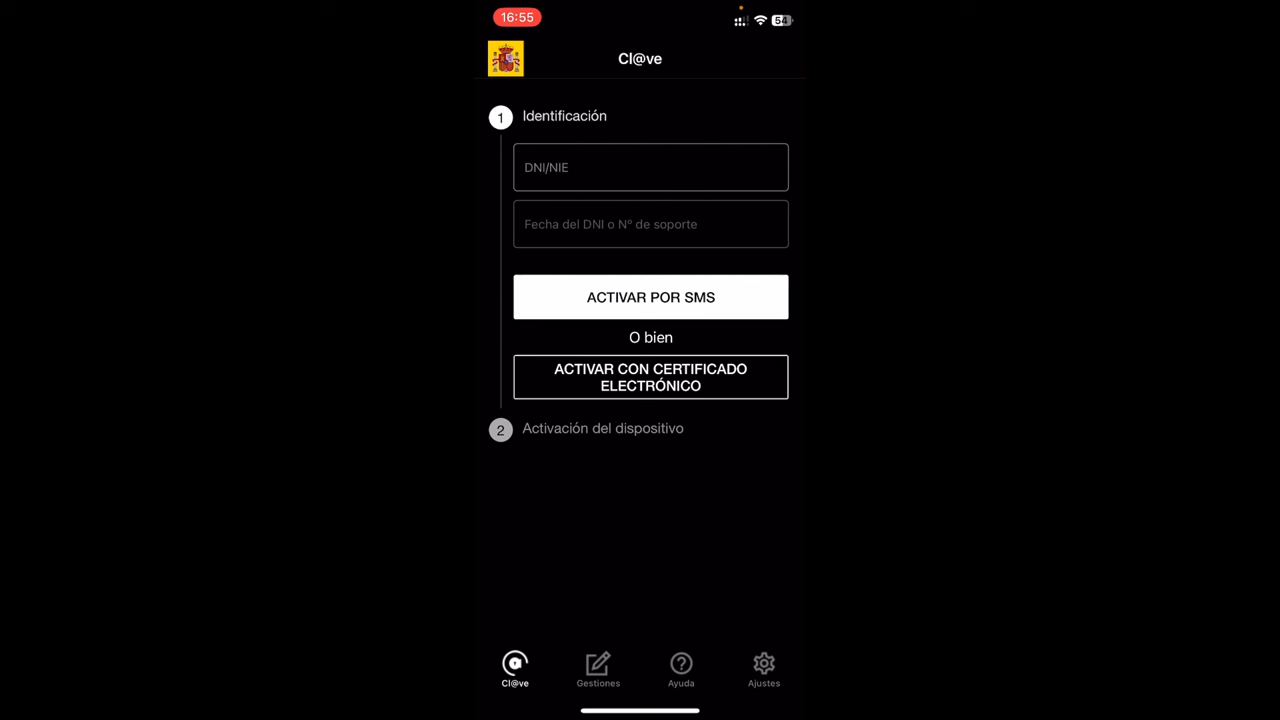 16:55
54
Cl@ve
1 Identificación
DNI/NIE
Fecha del DNI o Nº de soporte
ACTIVAR POR SMS
O bien
ACTIVAR CON CERTIFICADO
ELECTRÓNICO
2 Activación del dispositivo
Cl@ve
Gestiones
Ayuda
Ajustes